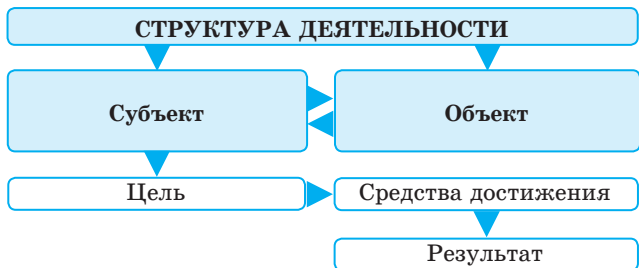 СТРУКТУРА ДЕЯТЕЛЬНОСТИ
Субъект
Объект
Цель
Средства достижения
Результат